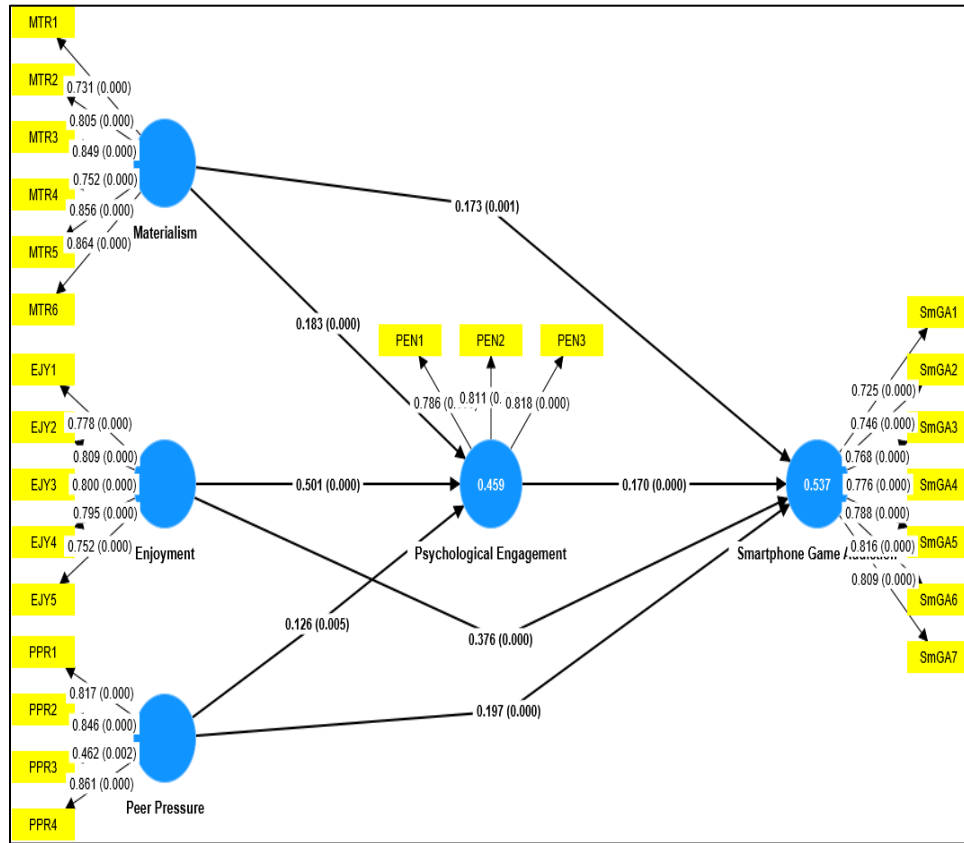 MTR1
0.731 (0.000)
MTR2
0.805 (0.000)
MTR3
0.849 (0.000)
MTR4
0.752 (0.000)
MTR5
0.856 (0.000)
MTR6
0.864 (0.000)
Materialism
0.173 (0.001)
0.183 (0.000)
EJY1
0.778 (0.000)
EJY2
0.809 (0.000)
EJY3
0.800 (0.000)
EJY4
0.795 (0.000)
EJY5
0.752 (0.000)
Enjoyment
0.501 (0.000)
0.376 (0.000)
PPR1
0.817 (0.000)
PPR2
0.846 (0.000)
PPR3
0.462 (0.002)
PPR4
0.861 (0.000)
Peer Pressure
0.126 (0.005)
0.197 (0.000)
PEN1
PEN2
PEN3
0.786 (0.
0.811 (0.
0.818 (0.000)
0.459
Psychological Engagement
0.170 (0.000)
0.537
Smartphone Game Addiction
SmGA1
0.725 (0.000)
SmGA2
0.746 (0.000)
SmGA3
0.768 (0.000)
SmGA4
0.776 (0.000)
SmGA5
0.788 (0.000)
SmGA6
0.816 (0.000)
SmGA7
0.809 (0.000)